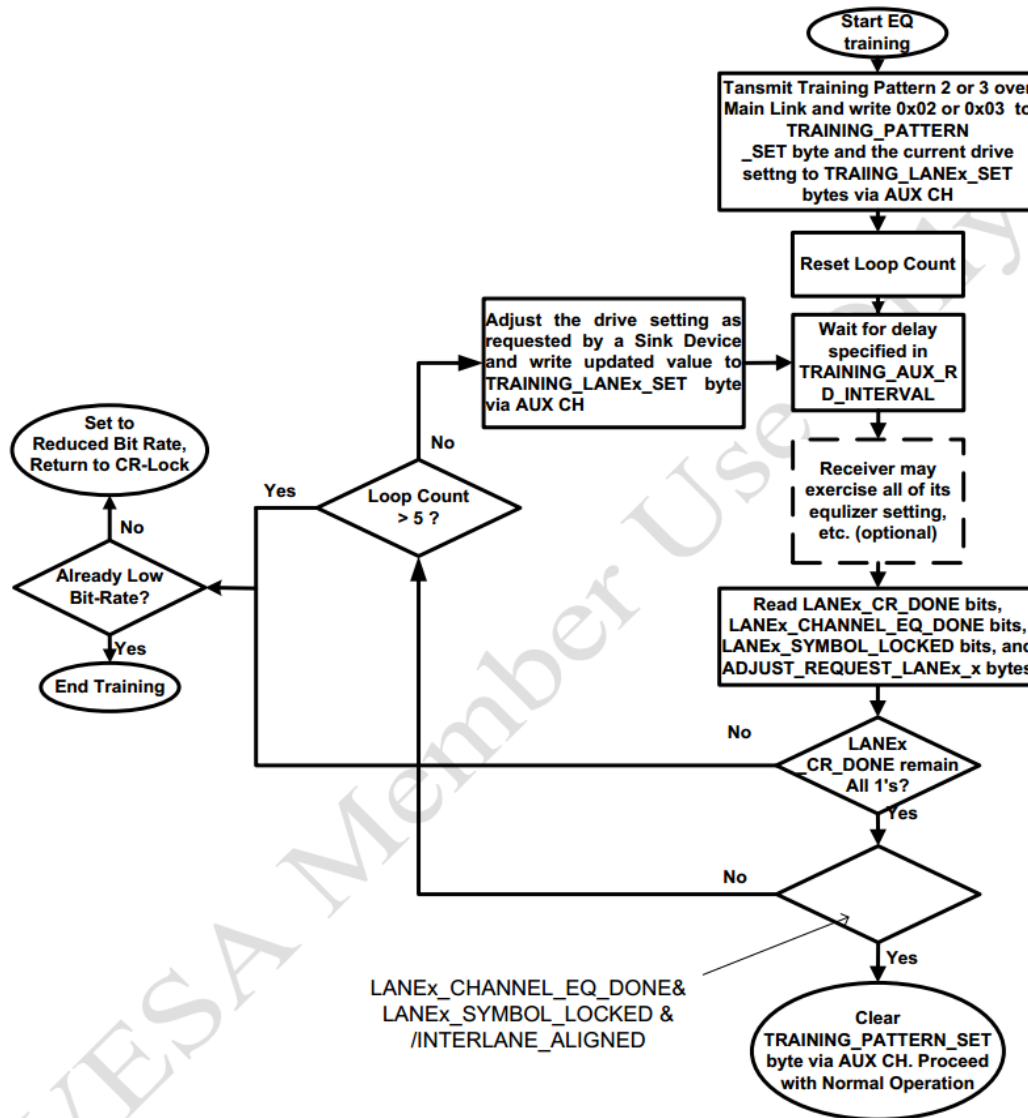 Start EQ
training
Tansmit Training Pattern 2 or 3 over
Main Link and write 0x02 or 0x03 to
TRAINING_PATTERN
_SET byte and the current drive
settng to TRAIING_LANEx_SET
bytes via AUX CH
Reset Loop Count
Adjust the drive setting as
requested by a Sink Device
and write updated value to
TRAINING_LANEx_SET byte
via AUX CH
Wait for delay
specified in
TRAINING_AUX_R
D_INTERVAL
Set to
Reduced Bit Rate,
Return to CR-Lock
No
Yes
Loop Count
> 5 ?
Receiver may
exercise all of its
equlizer setting,
etc. (optional)
No
Already Low
Bit-Rate?
Yes
End Training
Read LANEx_CR_DONE bits,
LANEx_CHANNEL_EQ_DONE bits,
LANEx_SYMBOL_LOCKED bits, and
ADJUST_REQUEST_LANEx_x bytes
No
LANEx
_CR_DONE remain
All 1's?
Yes
No
Yes
LANEx_CHANNEL_EQ_DONE&
LANEx_SYMBOL_LOCKED &
/INTERLANE_ALIGNED
Clear
TRAINING_PATTERN_SET
byte via AUX CH. Proceed
with Normal Operation
VESA Member Use Only